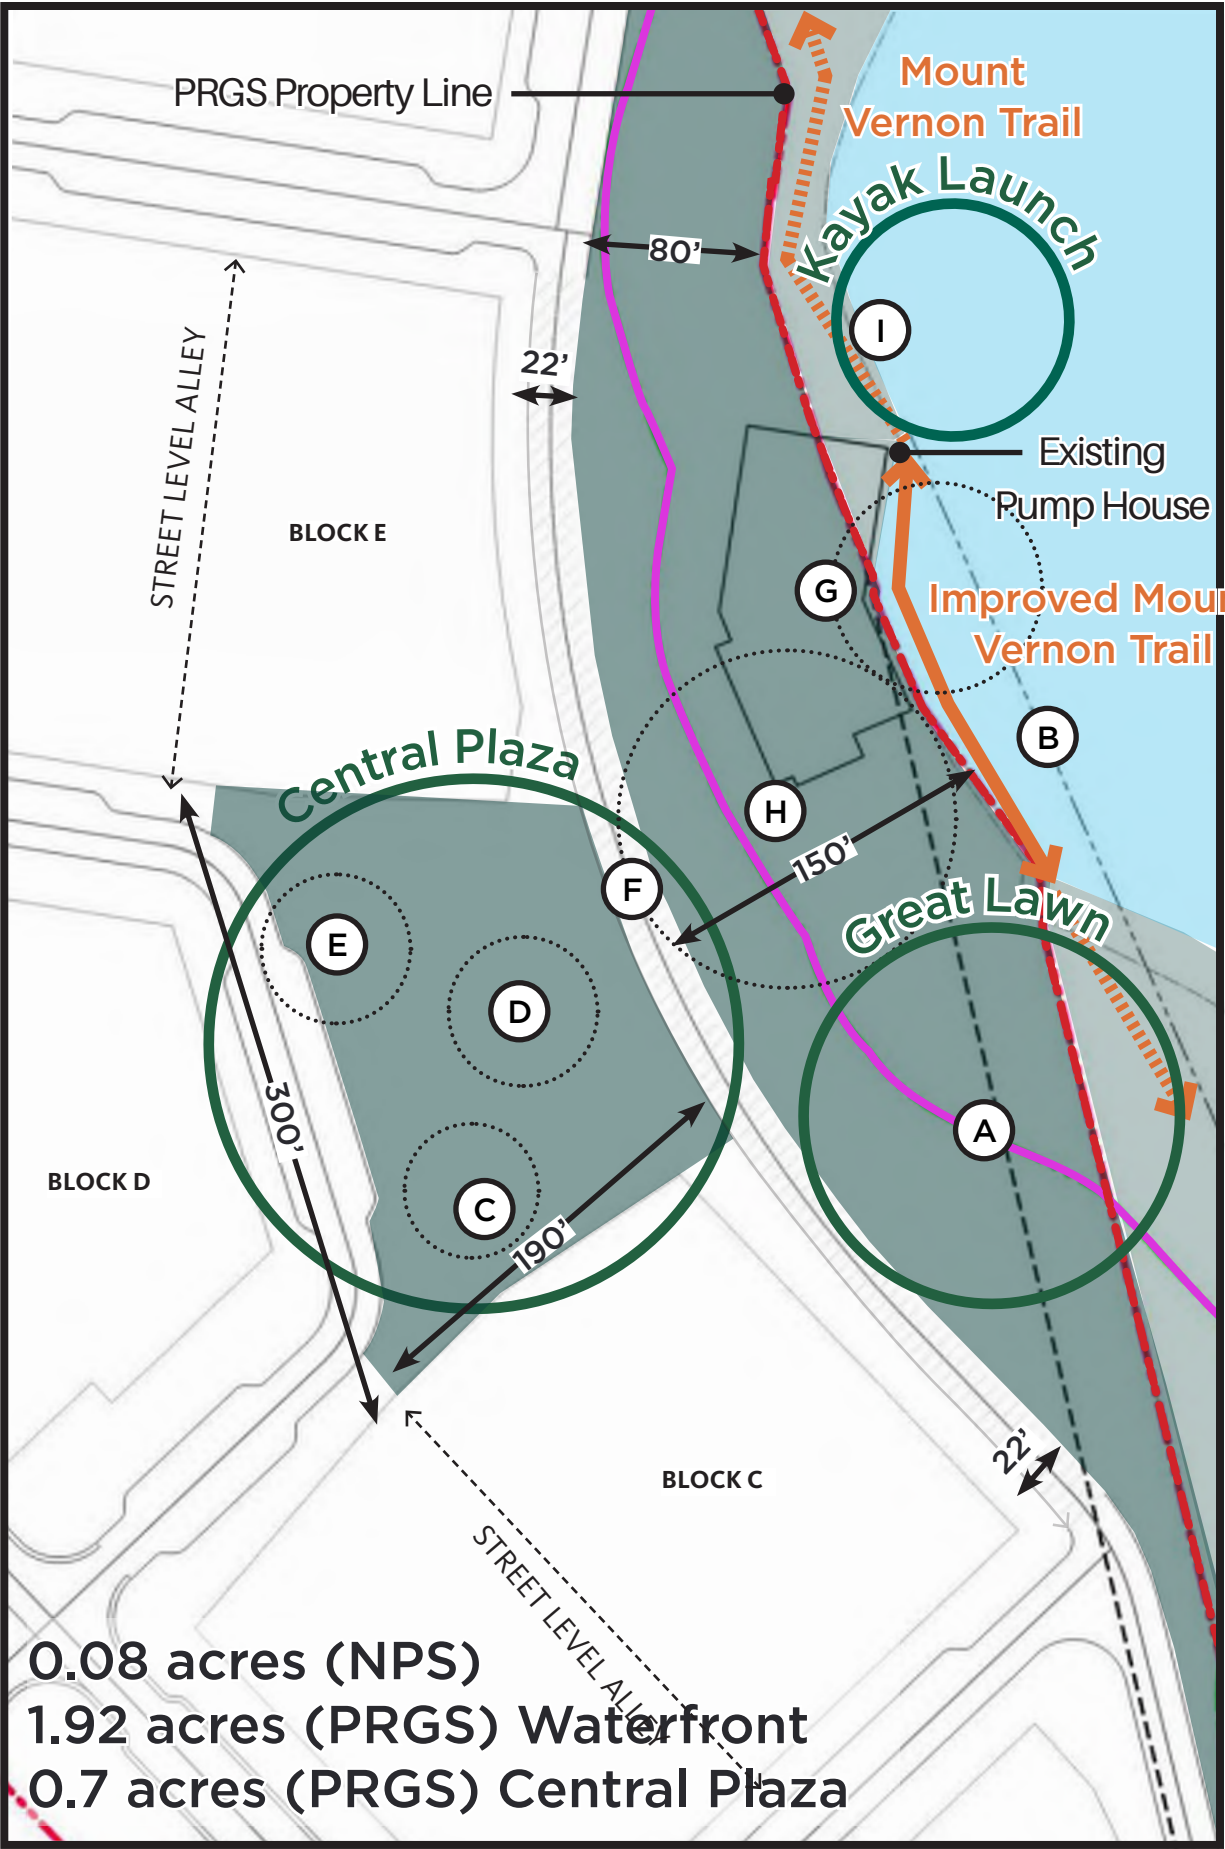 Mount
Vernon Trail
PRGS Property Line
Kayak Launch
80’
I
22’
STREET LEVEL ALLEY
Existing
Pump House
BLOCK E
G
Improved Mour
Vernon Trail
B
Central Plaza
H
150’
F
Great Lawn
E
D
300’
A
BLOCK D
C
190’
22’
BLOCK C
STREET LEVEL ALLEY
0.08 acres (NPS)
1.92 acres (PRGS) Waterfront
0.7 acres (PRGS) Central Plaza